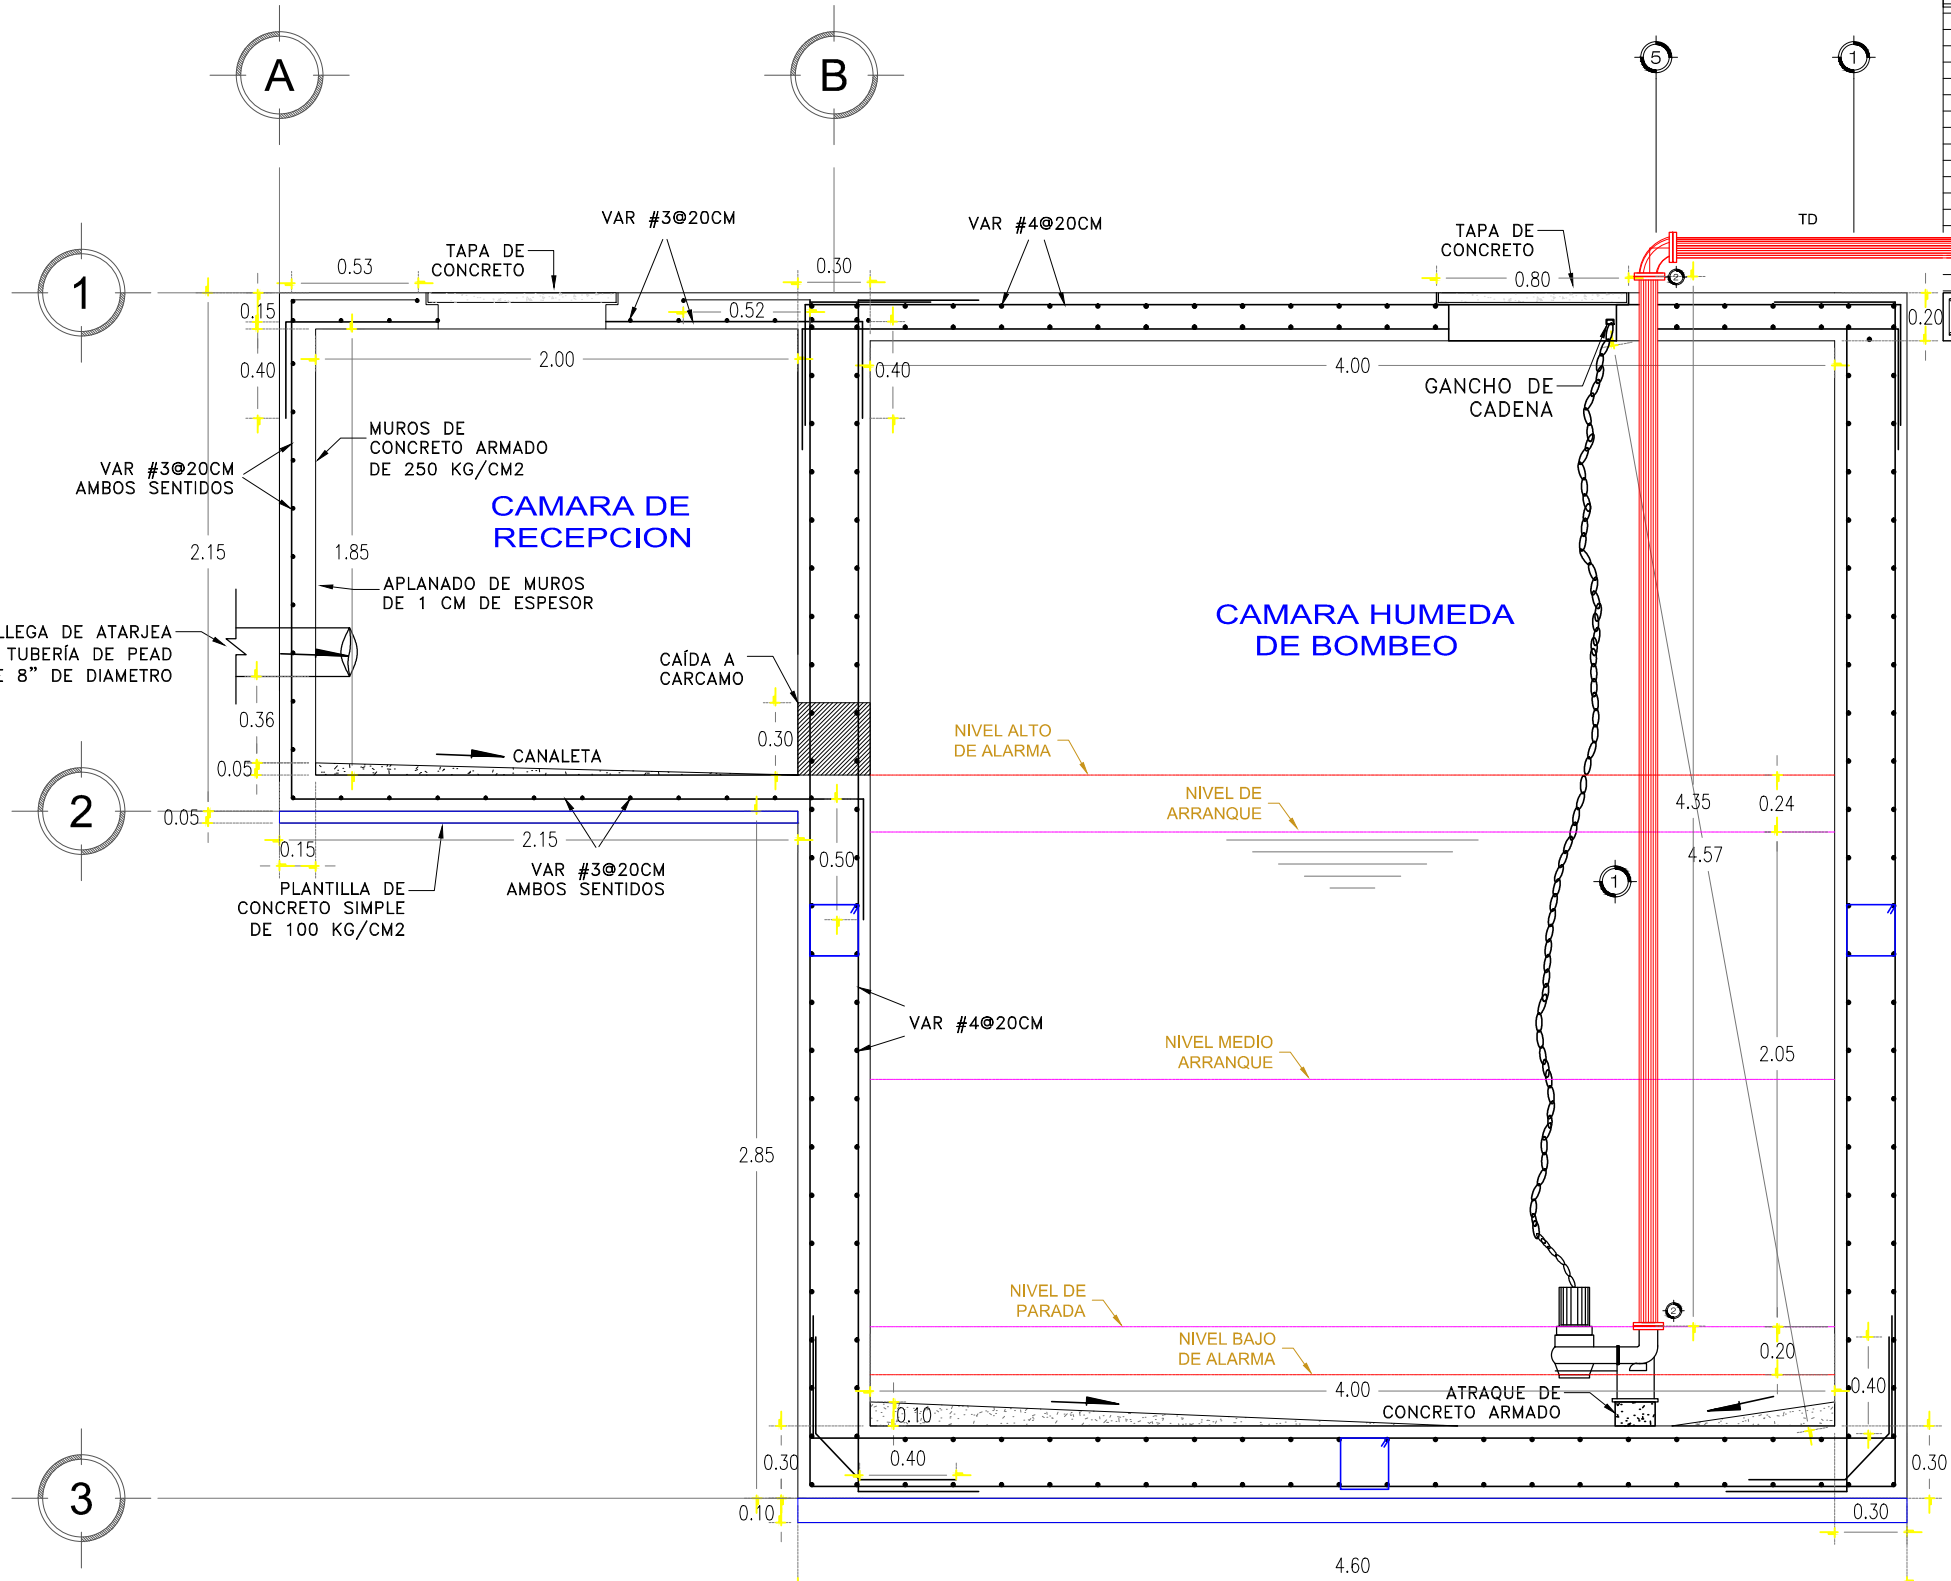 A
B
5
1
TD
VAR #3@20CM
VAR #4@20CM
TAPA DE
CONCRETO
TAPA DE
CONCRETO
1
0.53
0.30
0.80
2
0.15
0.52
0.20
2.00
4.00
0.40
0.40
GANCHO DE
CADENA
MUROS DE
CONCRETO ARMADO
DE 250 KG/CM2
VAR #3@20CM
AMBOS SENTIDOS
CAMARA DE
RECEPCION
2.15
1.85
APLANADO DE MUROS
DE 1 CM DE ESPESOR
CAMARA HUMEDA
DE BOMBEO
LLEGA DE ATARJEA
TUBERÍA DE PEAD
E 8” DE DIAMETRO
CAÍDA A
CARCAMO
0.36
0.30
NIVEL ALTO
DE ALARMA
CANALETA
0.05
2
0.05
NIVEL DE
ARRANQUE
4.35
0.24
2.15
0.15
4.57
0.50
VAR #3@20CM
AMBOS SENTIDOS
PLANTILLA DE
CONCRETO SIMPLE
DE 100 KG/CM2
1
VAR #4@20CM
NIVEL MEDIO
ARRANQUE
2.05
2.85
NIVEL DE
PARADA
2
NIVEL BAJO
DE ALARMA
0.20
4.00
0.40
ATRAQUE DE
CONCRETO ARMADO
0.10
0.30
0.40
0.30
3
0.10
0.30
4.60